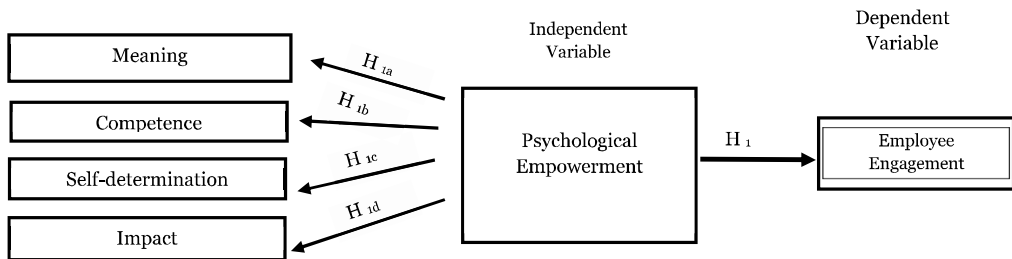 Meaning
Competence
Self-determination
Impact
H 1a
H 1b
H 1c
H 1d
Independent
Variable
Psychological
Empowerment
H 1
Dependent
Variable
Employee
Engagement